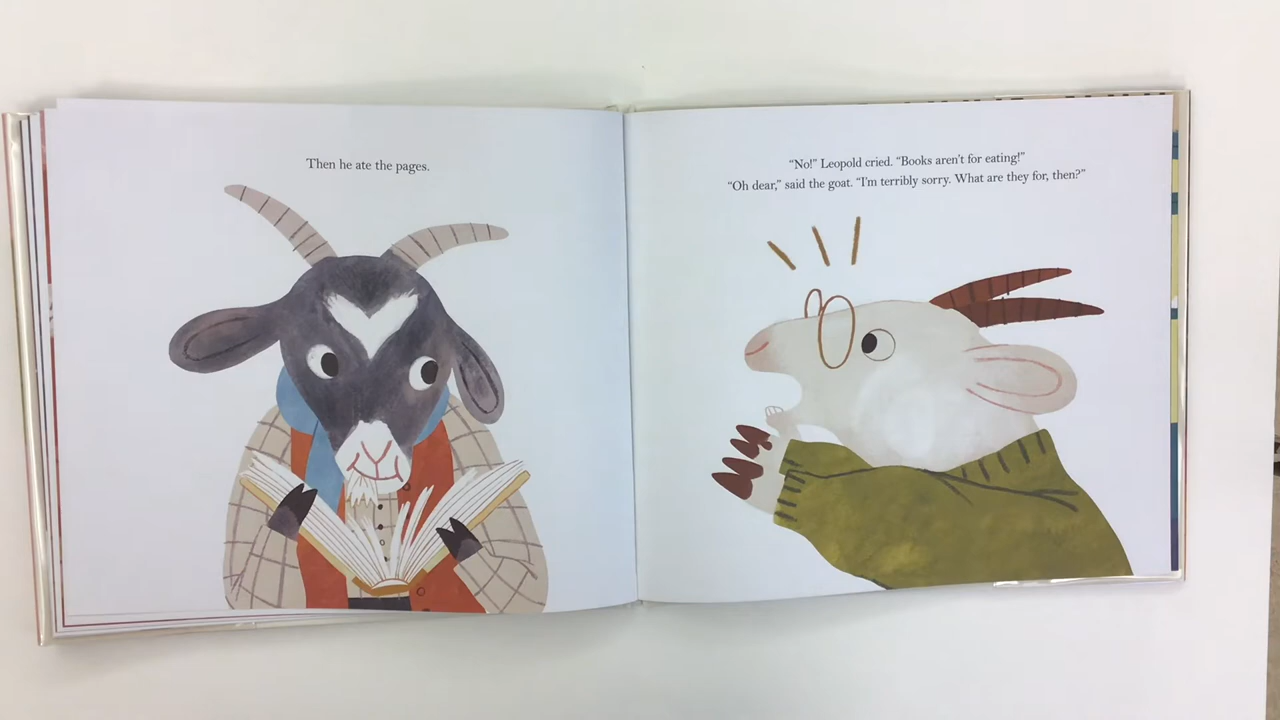 Then he ate the pages.
“No!” Leopold cried. “Books aren’t for eating!”
“Oh dear,” said the goat. “I’m terribly sorry. What are they for, then?”